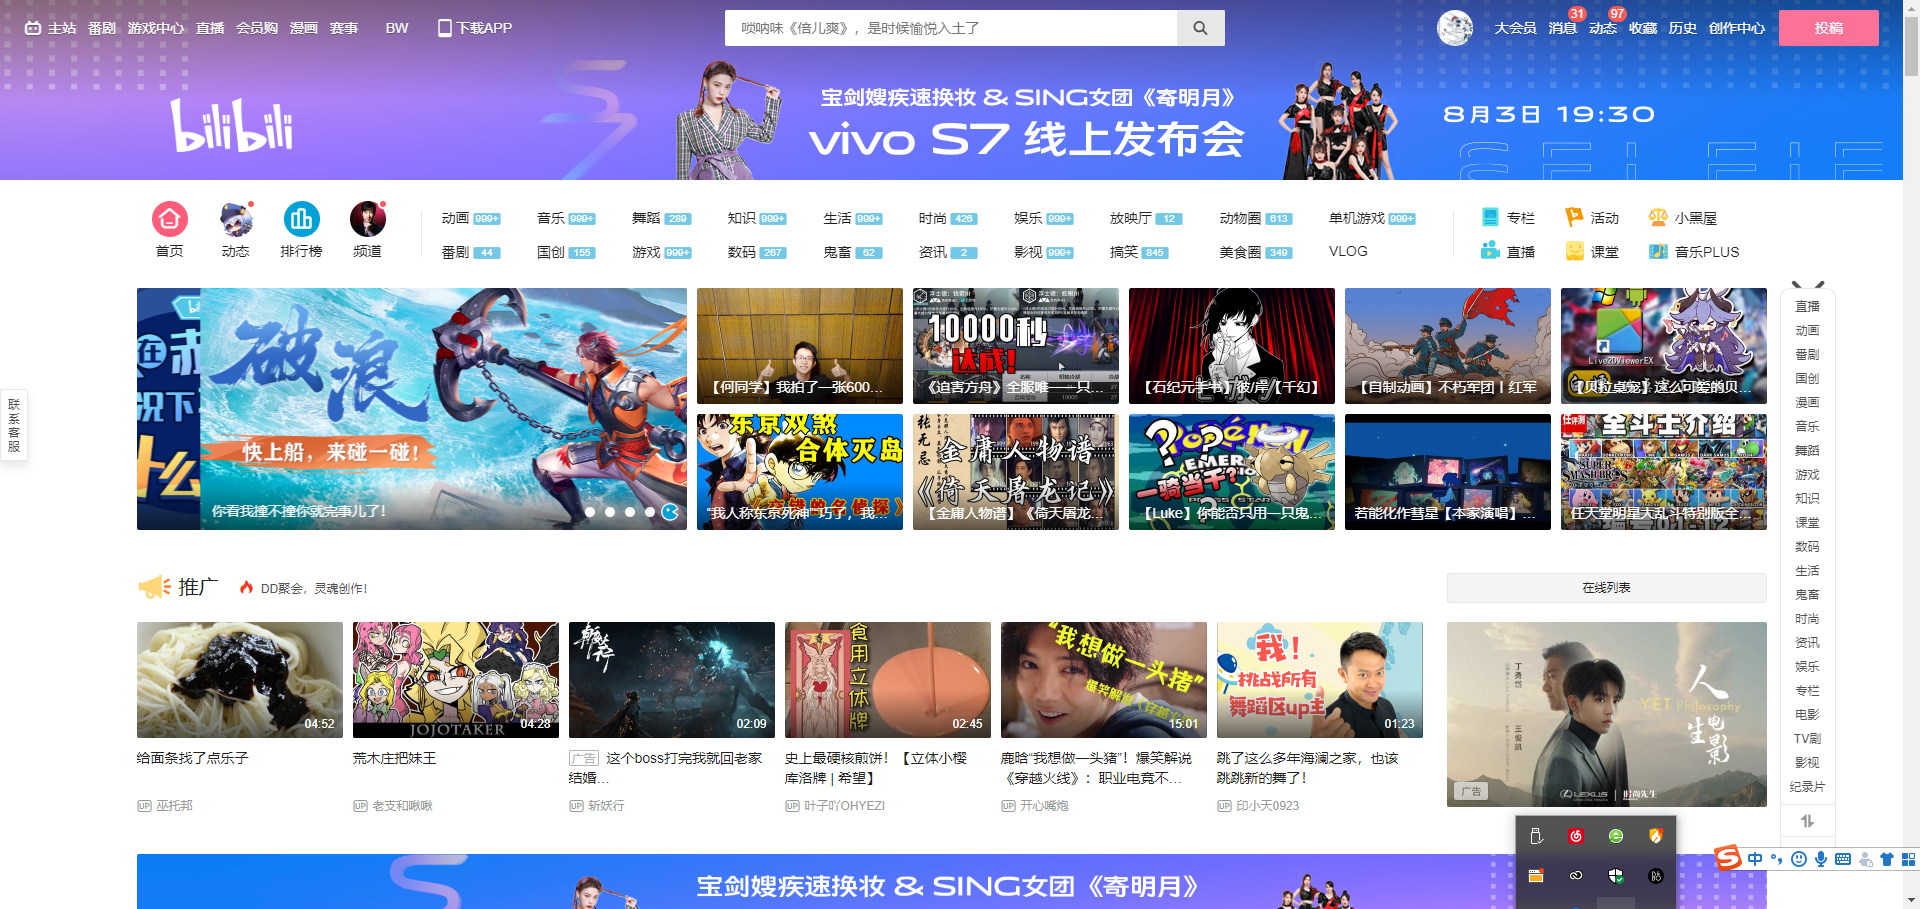 主站 番剧 游戏中心 直播 会员购 漫画 赛事 BW 下载APP
唢呐味《倍儿爽》，是时候愉悦入土了
大会员 消息 31 动态 97 收藏 历史 创作中心 投稿
bilibili
宝剑嫂疾速换妆 & SING女团《寄明月》
vivo S7 线上发布会
8月3日 19:30
SELFIE
首页 动态 排行榜 频道
动画 999+ 音乐 999+ 舞蹈 289 知识 999+ 生活 999+ 时尚 426 娱乐 999+ 放映厅 12 动物圈 613 单机游戏 999+
专栏 活动 小黑屋
番剧 44 国创 155 游戏 999+ 数码 267 鬼畜 62 资讯 2 影视 999+ 搞笑 845 美食圈 349 VLOG
直播 课堂 音乐PLUS
破浪
快上船，来碰一碰！
你看我撞不撞你就完事儿了！
【何同学】我拍了一张600...
10000秒
达成！
《迫害方舟》全服唯一一只...
【石纪元手书】彼/岸【千幻】
【自制动画】不朽军团丨红军
Live2DViewerEX
【贝拉桌宠】这么可爱的贝...
东京双煞
合体灭岛
“我人称东京死神”巧了，我...
张无忌
金庸人物谱
《倚天屠龙记》
【金庸人物谱】《倚天屠龙...
一骑当千？
【Luke】你能否只用一只鬼...
若能化作彗星【本家演唱】...
全斗士介绍
任天堂明星大乱斗特别版全...
联系客服
直播
动画
番剧
国创
漫画
音乐
舞蹈
游戏
知识
课堂
数码
生活
鬼畜
时尚
资讯
娱乐
专栏
电影
TV剧
影视
纪录片
推广
DD聚会，灵魂创作！
在线列表
04:52
JOJOTAKER
04:28
02:09
食用立体牌
02:45
“我想做一头猪”
15:01
我！
挑战所有
舞蹈区up主
01:23
给面条找了点乐子
UP 巫托邦
荒木庄把妹王
UP 老支和啾啾
广告 这个boss打完我就回老家
结婚...
UP 斩妖行
史上最硬核煎饼！【立体小樱
库洛牌 | 希望】
UP 叶子吖OHYEZI
鹿晗“我想做一头猪”！爆笑解说
《穿越火线》：职业电竞不...
UP 开心嘴炮
跳了这么多年海澜之家，也该
跳跳新的舞了！
UP 印小天0923
丁勇岱
王俊凯
人生电影
YET Philosophy
广告
LEXUS | 时尚先生
宝剑嫂疾速换妆 & SING女团《寄明月》
中